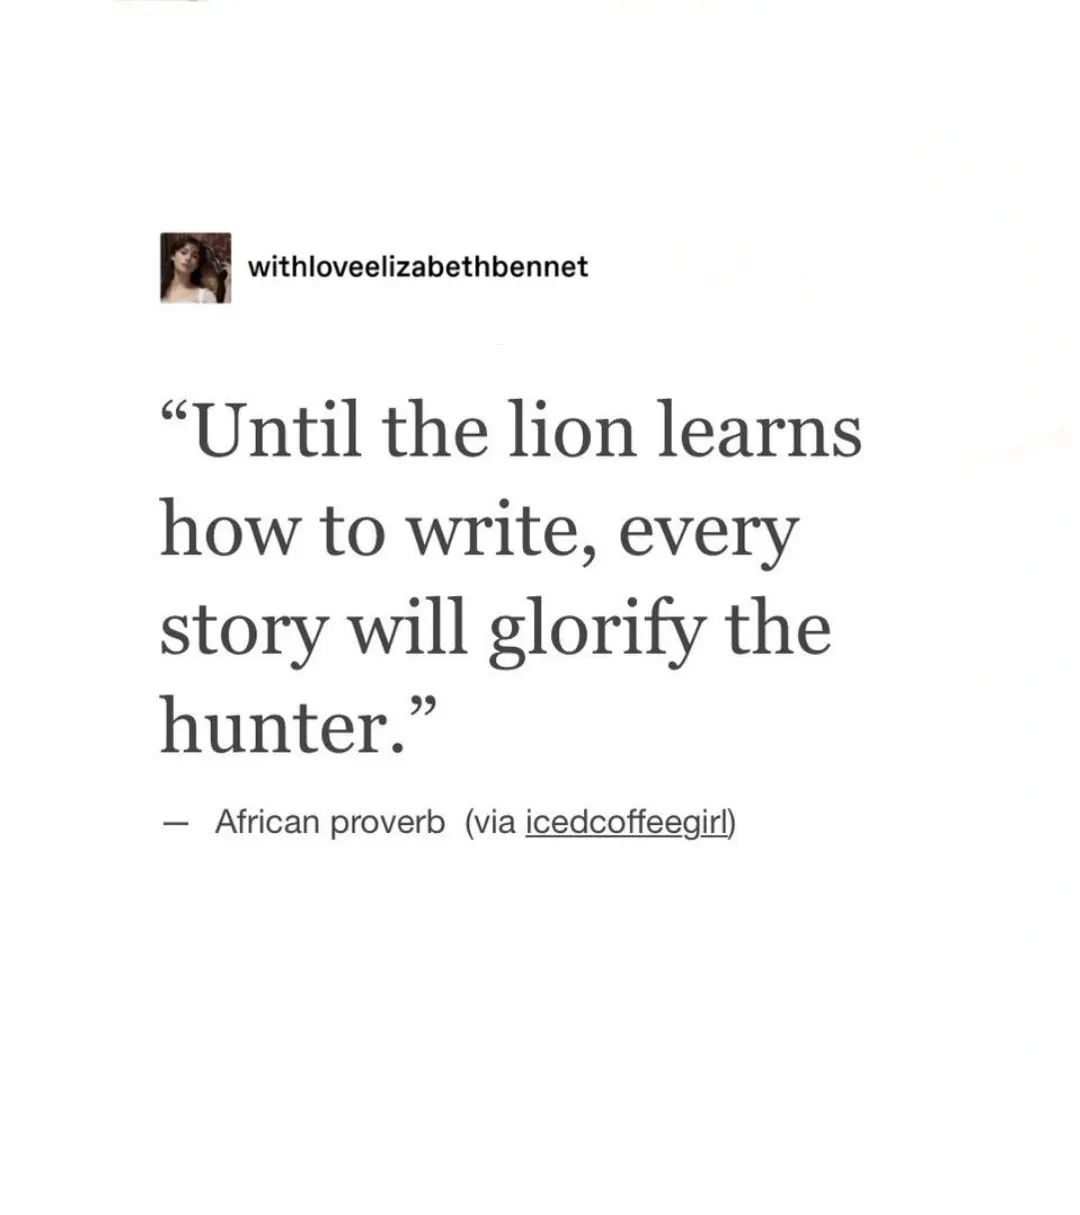 withloveelizabethbennet
“Until the lion learns
how to write, every
story will glorify the
hunter.”
— African proverb (via icedcoffeegirl)